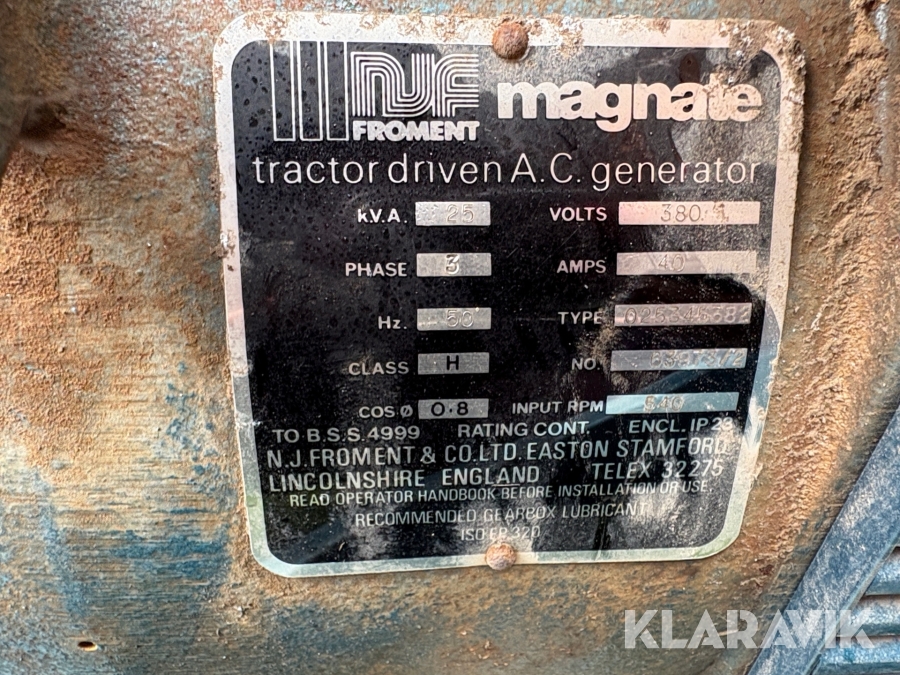 NJF FROMENT magnate
tractor driven A.C. generator
k.V.A. 25 VOLTS 380
PHASE 3 AMPS 40
Hz. 50 TYPE
CLASS H NO.
COS Ø 0.8 INPUT RPM 540
TO B.S.S.4999 RATING CONT. ENCL. IP 23
N.J.FROMENT & CO.LTD. EASTON STAMFORD
LINCOLNSHIRE ENGLAND TELEX 32275
READ OPERATOR HANDBOOK BEFORE INSTALLATION OR USE.
RECOMMENDED GEARBOX LUBRICANT
ISO EP 320
KLARAVIK